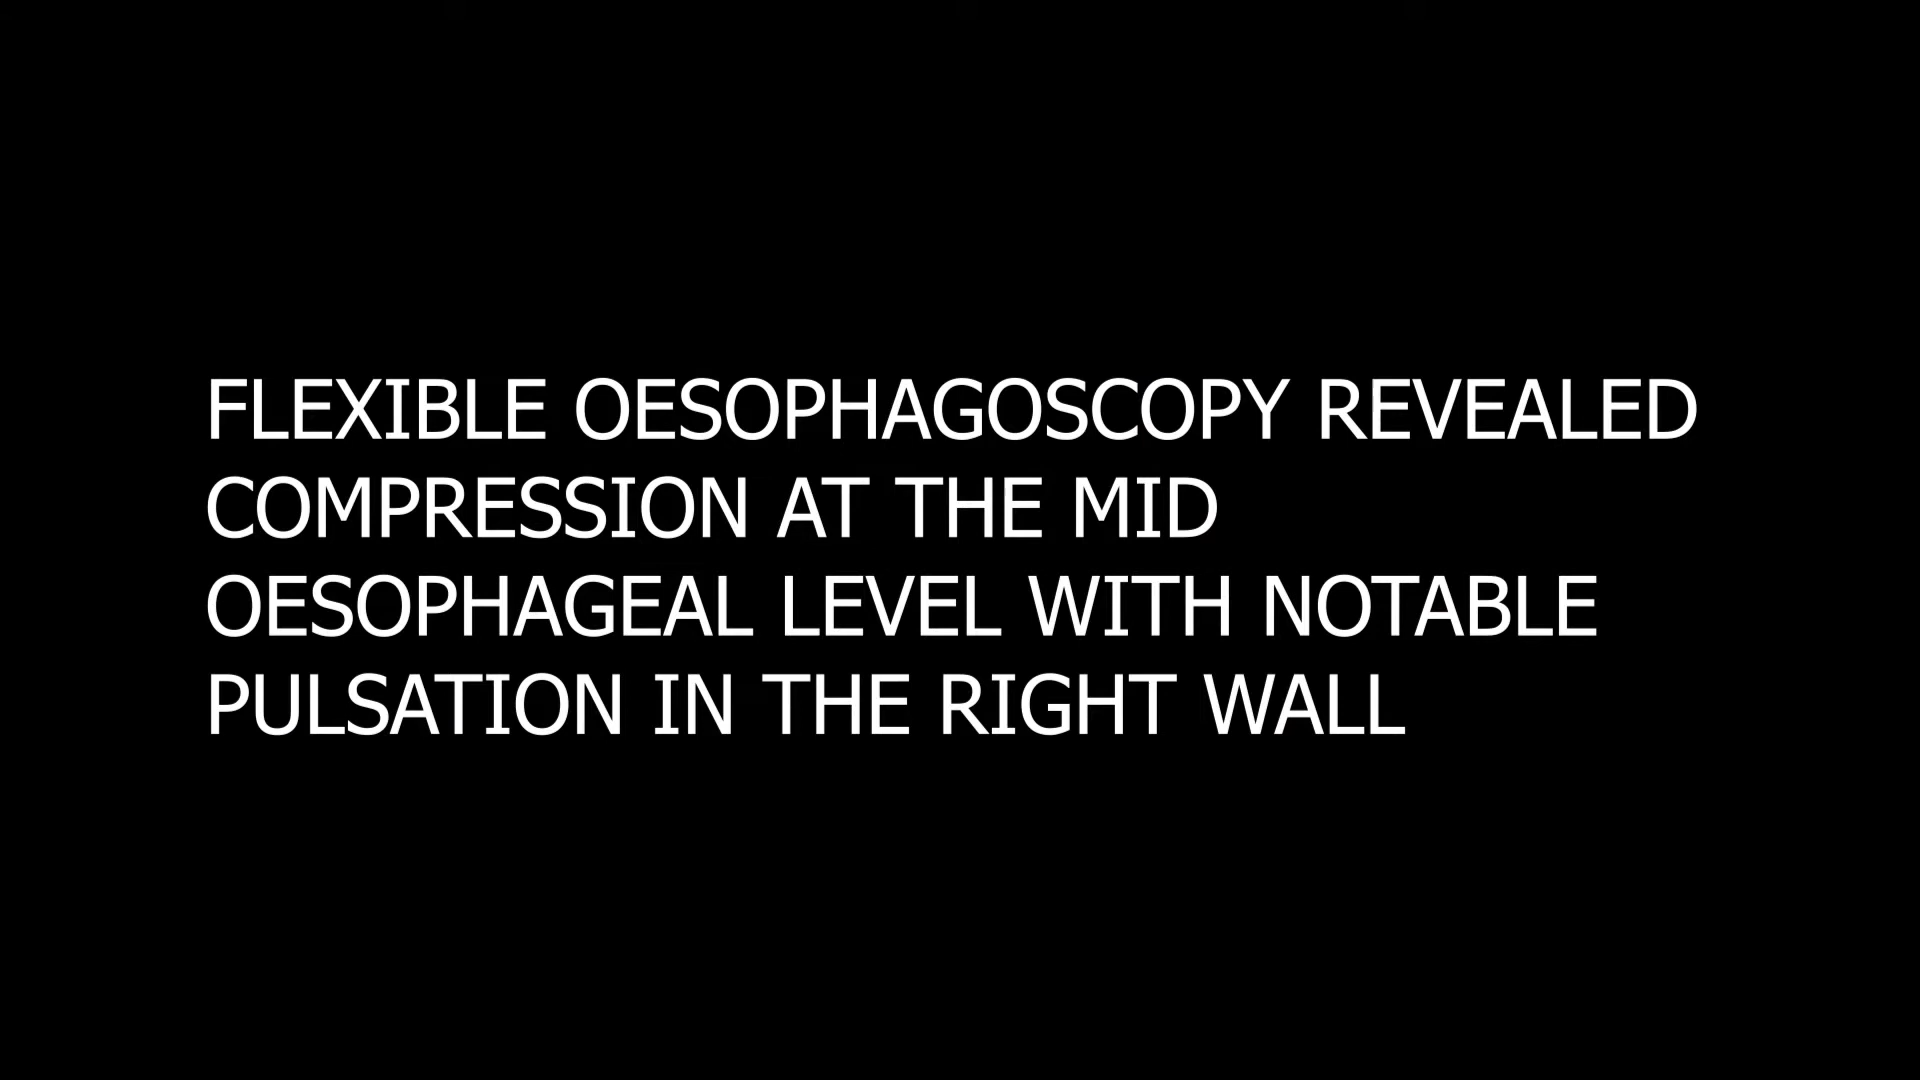 FLEXIBLE OESOPHAGOSCOPY REVEALED
COMPRESSION AT THE MID
OESOPHAGEAL LEVEL WITH NOTABLE
PULSATION IN THE RIGHT WALL